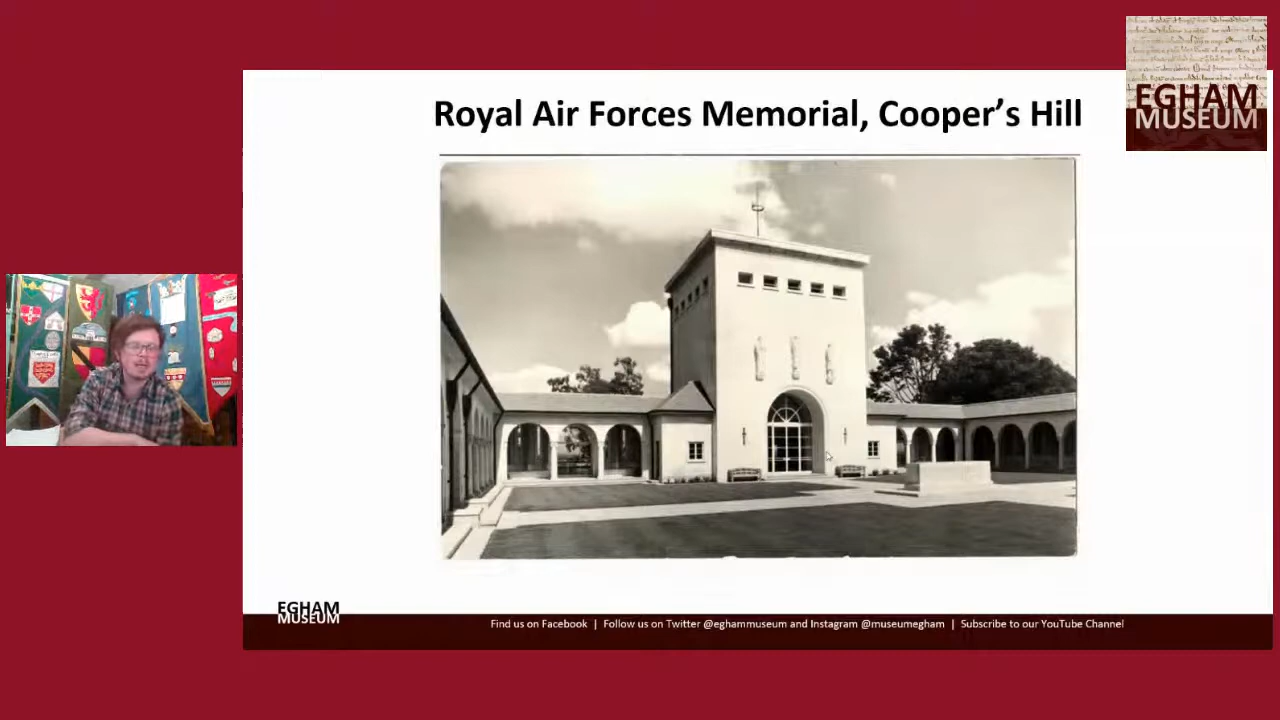 Royal Air Forces Memorial, Cooper's Hill
EGHAM
MUSEUM
EGHAM
MUSEUM
Find us on Facebook | Follow us on Twitter @eghammuseum and Instagram @museumegham | Subscribe to our YouTube Channel